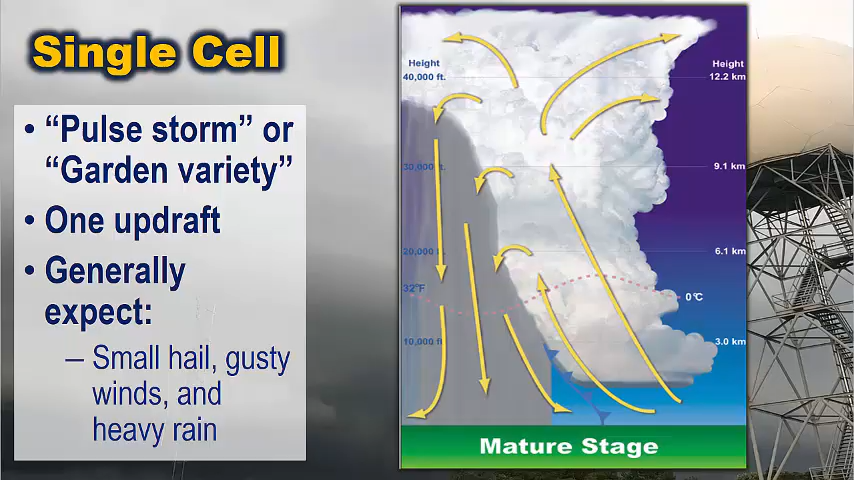 Single Cell
• “Pulse storm” or
“Garden variety”
• One updraft
• Generally
expect:
– Small hail, gusty
winds, and
heavy rain
Height
40,000 ft.
Height
12.2 km
30,000 ft.
9.1 km
20,000 ft.
6.1 km
32°F
0°C
10,000 ft.
3.0 km
Mature Stage